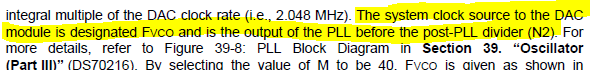 integral multiple of the DAC clock rate (i.e., 2.048 MHz). The system clock source to the DAC
module is designated FVCO and is the output of the PLL before the post-PLL divider (N2). For
more details, refer to Figure 39-8: PLL Block Diagram in Section 39. “Oscillator
(Part III)” (DS70216). By selecting the value of M to be 40, FVCO is given as shown in